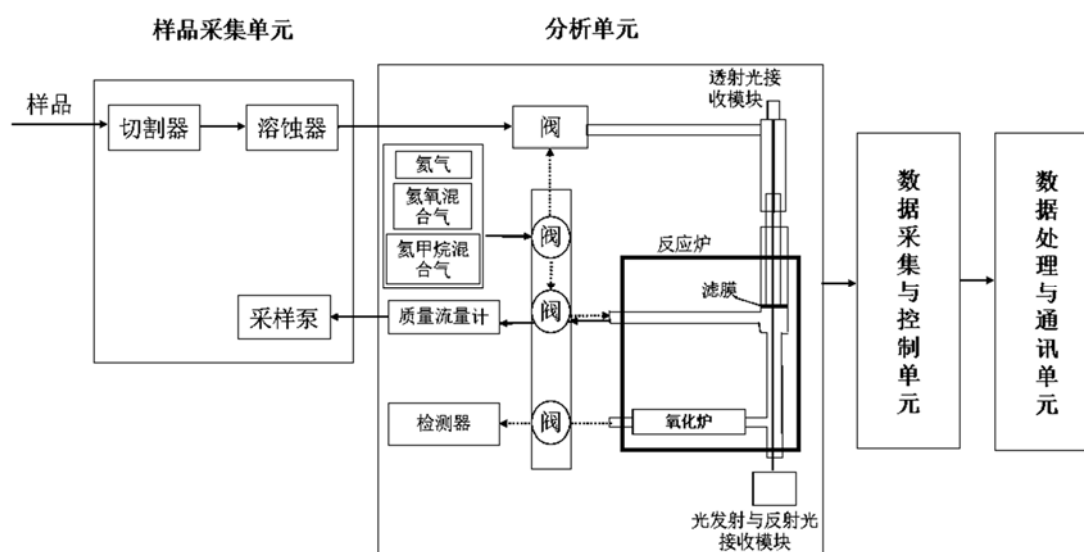 样品采集单元
分析单元
样品
切割器
溶蚀器
阀
透射光接
收模块
氦气
氦氧混
合气
氦甲烷混
合气
阀
反应炉
滤膜
采样泵
质量流量计
阀
检测器
阀
氧化炉
光发射与反射光
接收模块
数据采集与控制单元
数据处理与通讯单元